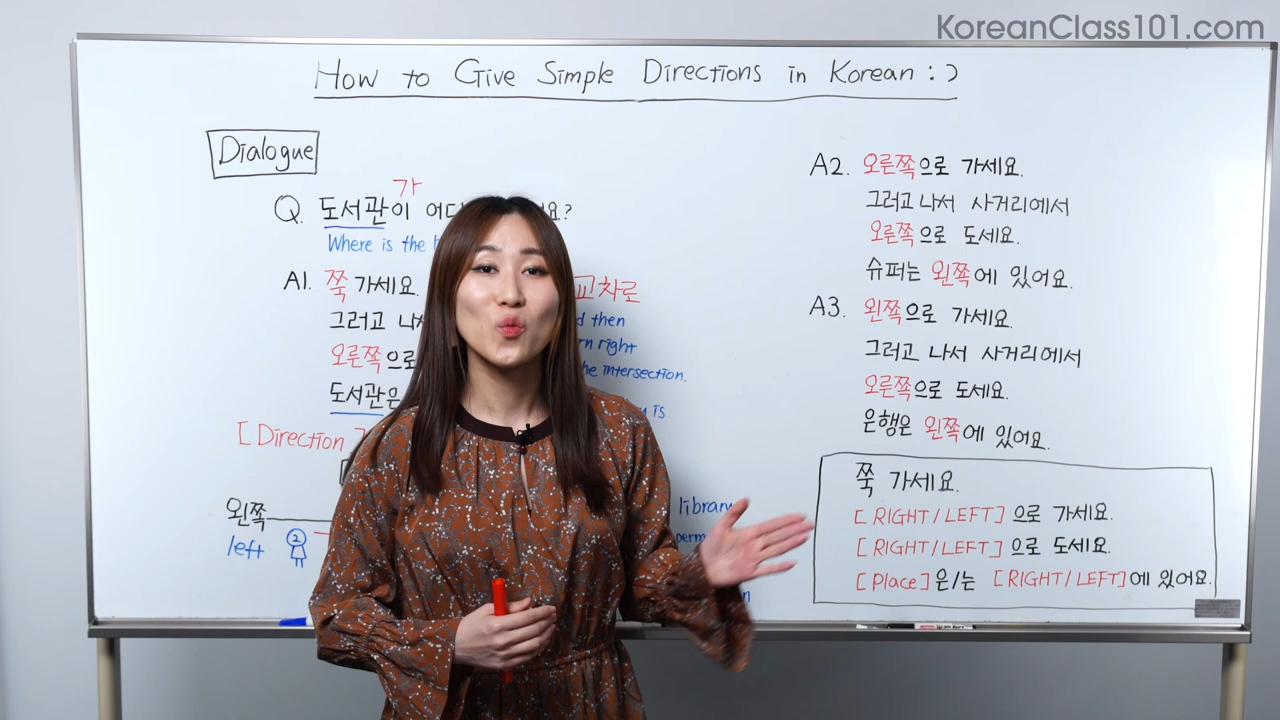 KoreanClass101.com
How to Give Simple Directions in Korean :)
Dialogue
가
Q. 도서관이 요?
Where is the
A1. 쭉 가세요. 교차로
그러고 then
오른쪽으로 right
the intersection.
도서관은 is
[Direction
왼쪽
left
2
A2. 오른쪽으로 가세요.
그러고 나서 사거리에서
오른쪽으로 도세요.
슈퍼는 왼쪽에 있어요.
A3. 왼쪽으로 가세요.
그러고 나서 사거리에서
오른쪽으로 도세요.
은행은 왼쪽에 있어요.
쭉 가세요.
[RIGHT/LEFT]으로 가세요.
[RIGHT/LEFT]으로 도세요.
[Place]은/는 [RIGHT/LEFT]에 있어요.